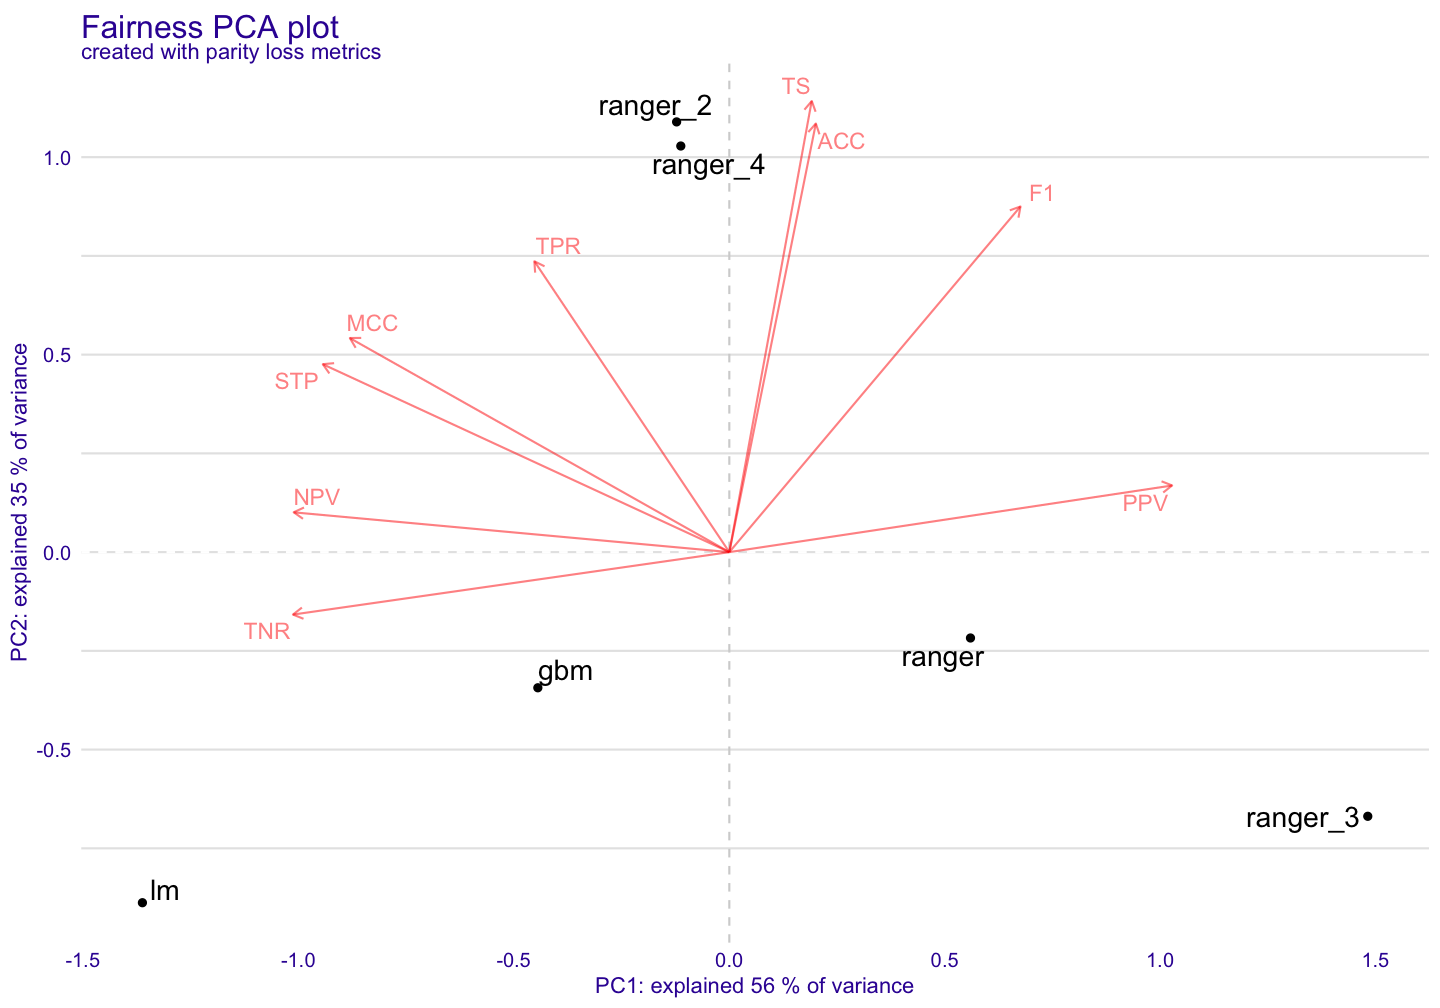 Fairness PCA plot
created with parity loss metrics
TS
ranger_2
ACC
1.0
ranger_4
F1
TPR
MCC
0.5
STP
NPV
PPV
0.0
TNR
ranger
gbm
-0.5
ranger_3
lm
-1.5 -1.0 -0.5 0.0 0.5 1.0 1.5
PC1: explained 56 % of variance
PC2: explained 35 % of variance